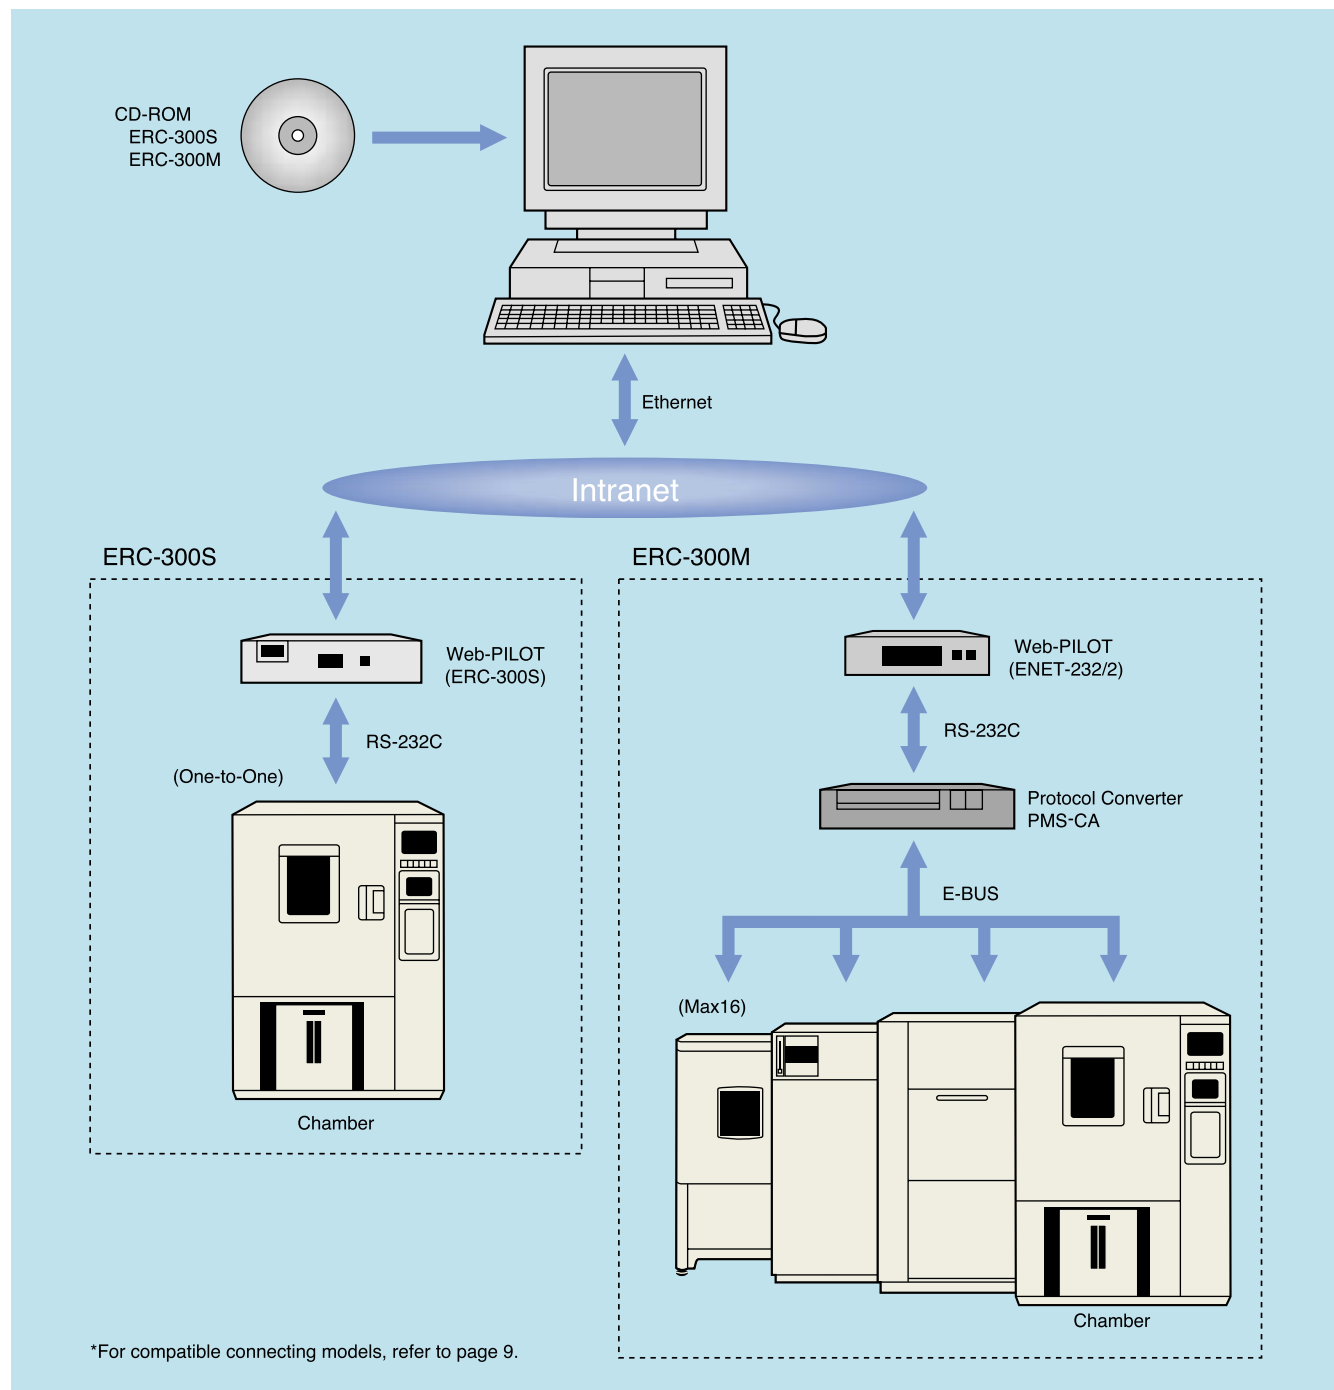 CD-ROM
ERC-300S
ERC-300M
Ethernet
Intranet
ERC-300S
Web-PILOT
(ERC-300S)
RS-232C
(One-to-One)
Chamber
ERC-300M
Web-PILOT
(ENET-232/2)
RS-232C
Protocol Converter
PMS-CA
E-BUS
(Max16)
Chamber
*For compatible connecting models, refer to page 9.